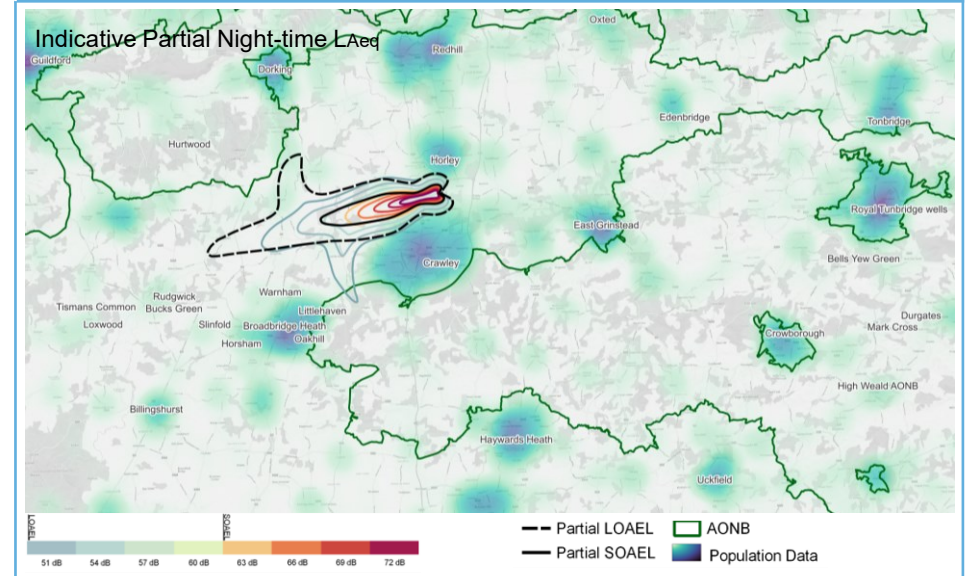 Indicative Partial Night-time LAeq
Oxted
Redhill
Guildford
Dorking
Edenbridge
Tonbridge
Hurtwood
Horley
Royal Tunbridge wells
East Grinstead
Bells Yew Green
Crawley
Warnham
Rudgwick
Tismans Common
Bucks Green
Littlehaven
Durgates
Loxwood
Slinfold
Broadbridge Heath
Mark Cross
Oakhill
Crowborough
Horsham
High Weald AONB
Billingshurst
Haywards Heath
Uckfield
LOAEL
SOAEL
51 dB 54 dB 57 dB 60 dB 63 dB 66 dB 69 dB 72 dB
Partial LOAEL
AONB
Partial SOAEL
Population Data